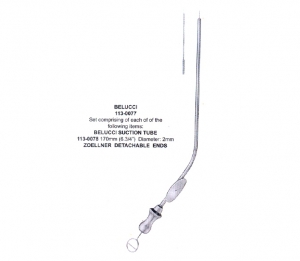 BELUCCI
113-0077
Set comprising of each of of the
following items:
BELUCCI SUCTION TUBE
113-0078 170mm (6.3/4") Diameter: 2mm
ZOELLNER DETACHABLE ENDS